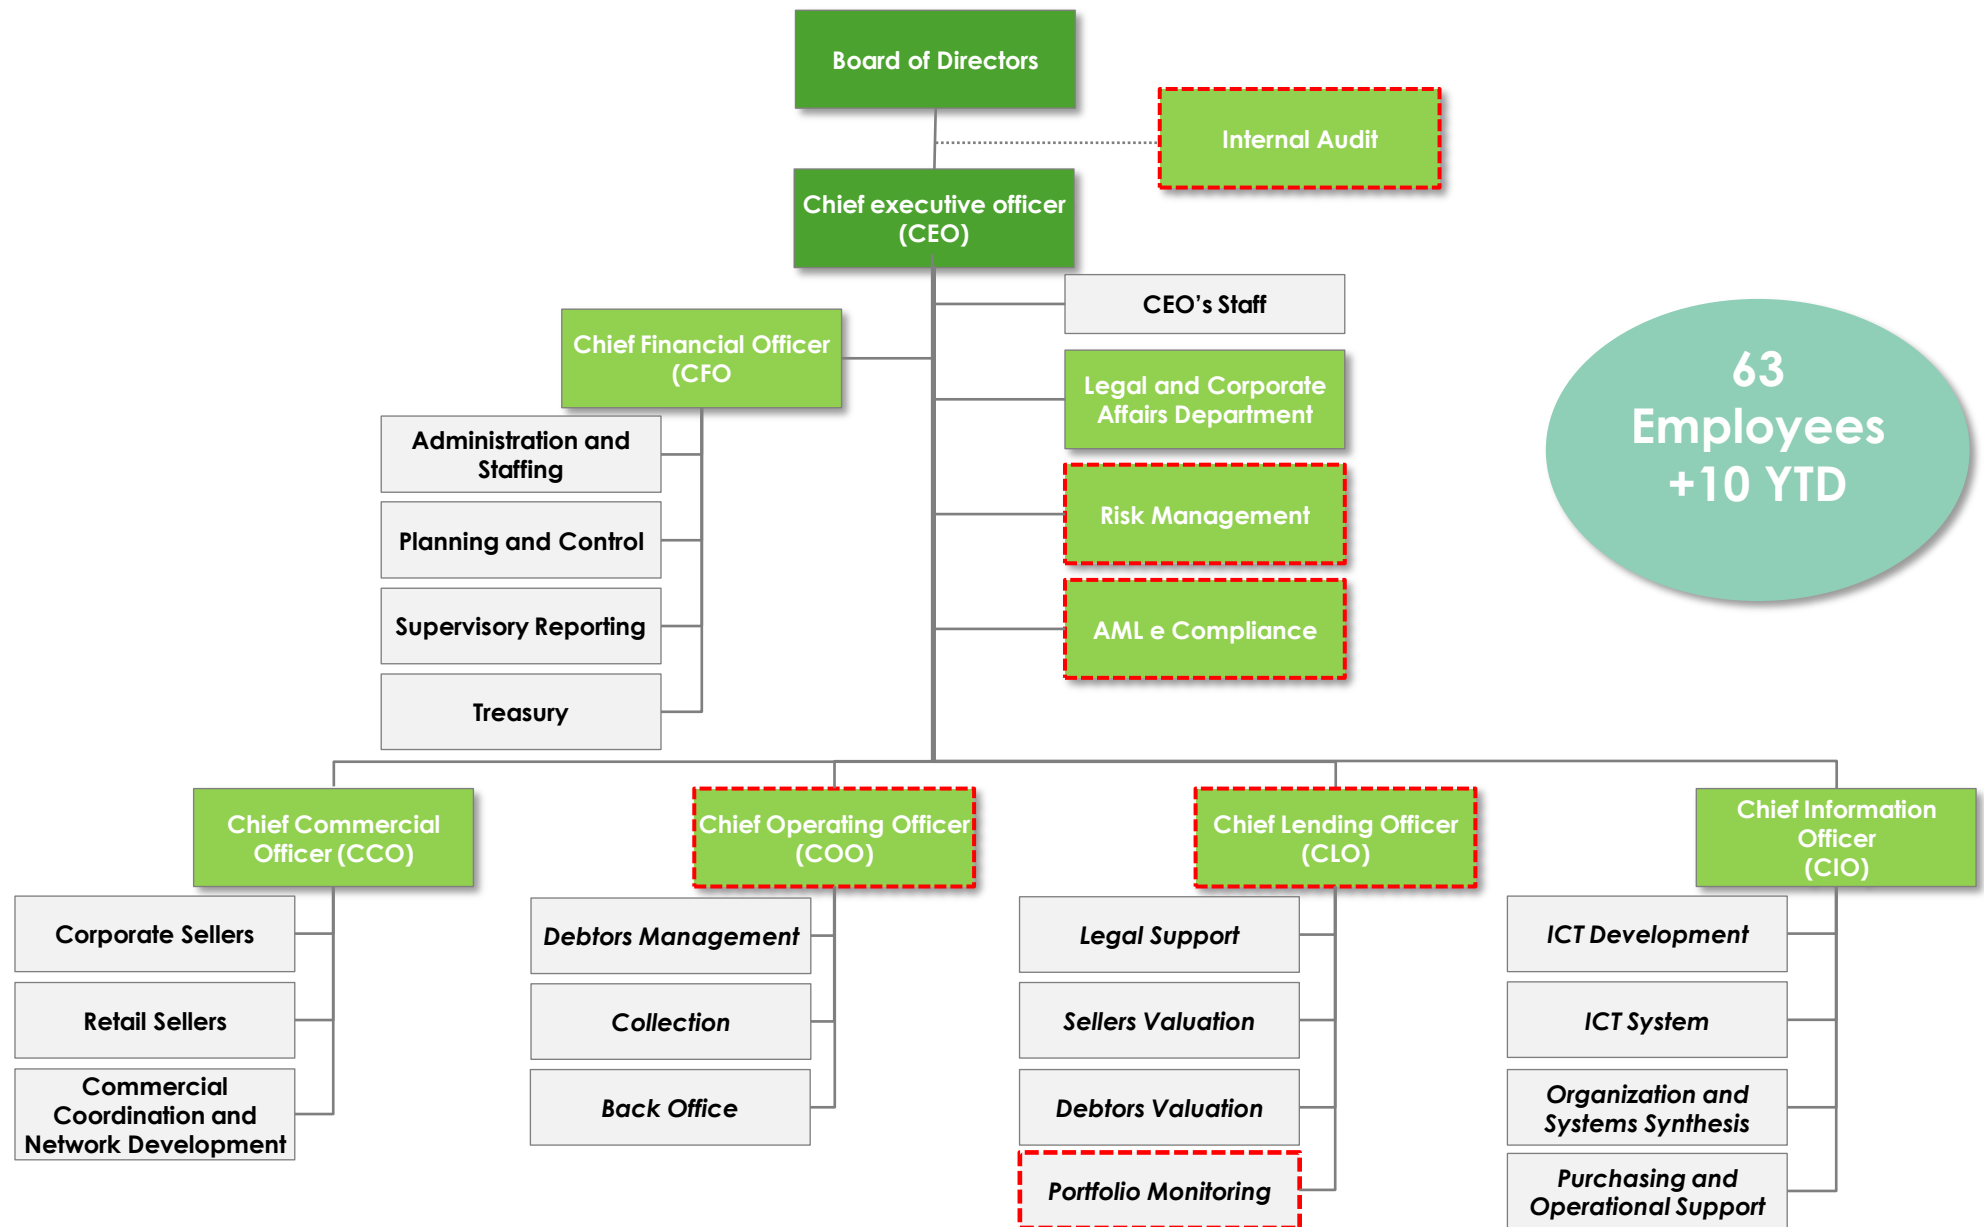 Board of Directors
Internal Audit
Chief executive officer
(CEO)
CEO’s Staff
Chief Financial Officer
(CFO
Legal and Corporate
Affairs Department
63
Employees
+10 YTD
Administration and
Staffing
Planning and Control
Risk Management
Supervisory Reporting
AML e Compliance
Treasury
Chief Commercial
Officer (CCO)
Chief Operating Officer
(COO)
Chief Lending Officer
(CLO)
Chief Information
Officer
(CIO)
Corporate Sellers
Retail Sellers
Commercial
Coordination and
Network Development
Debtors Management
Collection
Back Office
Legal Support
Sellers Valuation
Debtors Valuation
Portfolio Monitoring
ICT Development
ICT System
Organization and
Systems Synthesis
Purchasing and
Operational Support